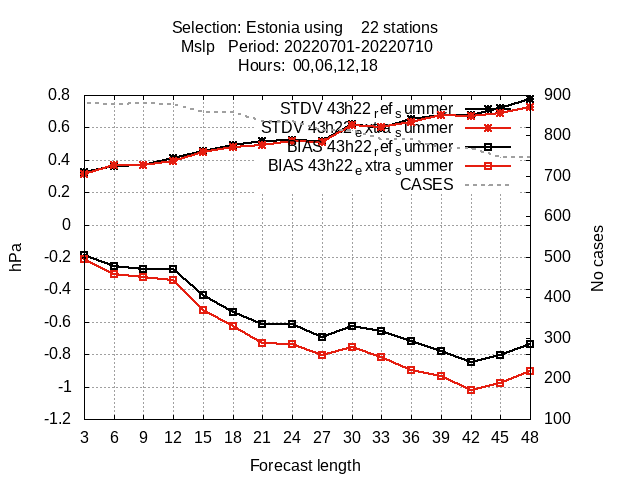 Selection: Estonia using    22 stations
Mslp   Period: 20220701-20220710
Hours:  00,06,12,18
STDV 43h22_ref_summer
STDV 43h22_extra_summer
BIAS 43h22_ref_summer
BIAS 43h22_extra_summer
CASES
hPa
0.8
0.6
0.4
0.2
0
-0.2
-0.4
-0.6
-0.8
-1
-1.2
900
800
700
600
500
400
300
200
100
No cases
3 6 9 12 15 18 21 24 27 30 33 36 39 42 45 48
Forecast length